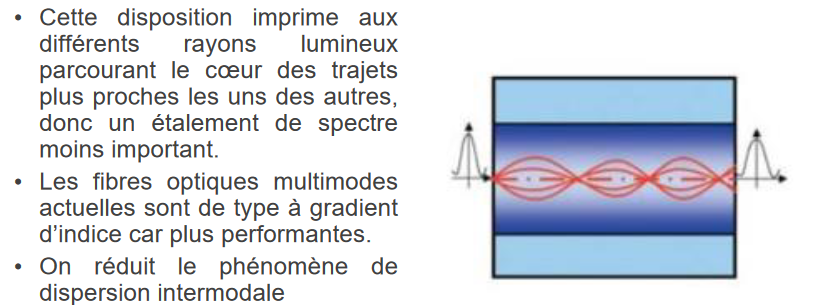 • Cette disposition imprime aux
différents rayons lumineux
parcourant le cœur des trajets
plus proches les uns des autres,
donc un étalement de spectre
moins important.
• Les fibres optiques multimodes
actuelles sont de type à gradient
d’indice car plus performantes.
• On réduit le phénomène de
dispersion intermodale